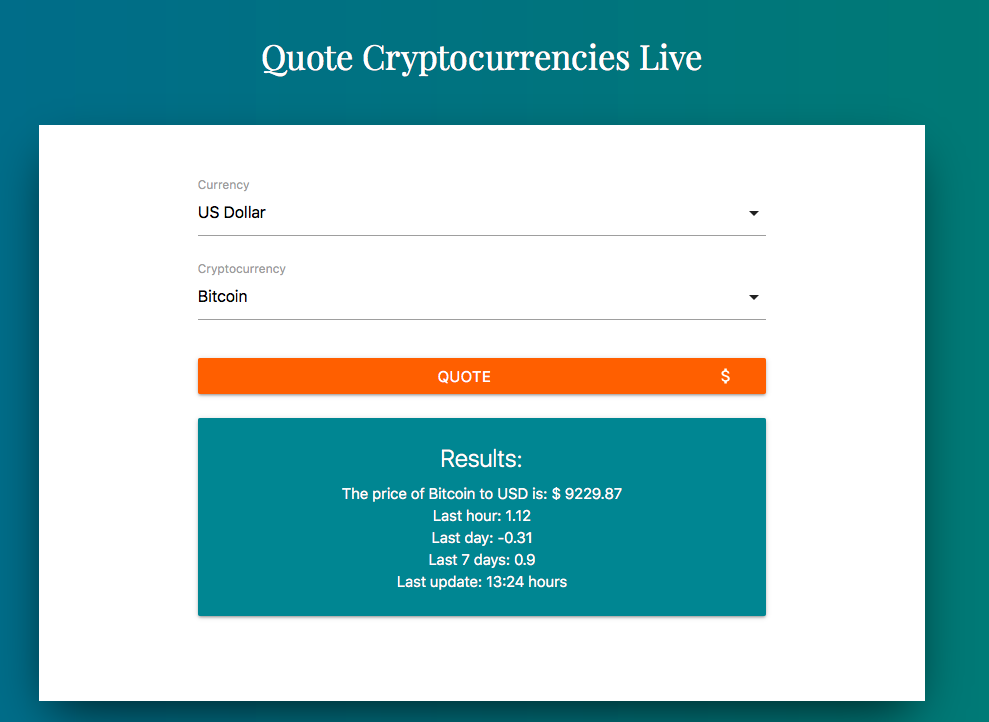 Quote Cryptocurrencies Live
Currency
US Dollar
Cryptocurrency
Bitcoin
QUOTE $
Results:
The price of Bitcoin to USD is: $ 9229.87
Last hour: 1.12
Last day: -0.31
Last 7 days: 0.9
Last update: 13:24 hours